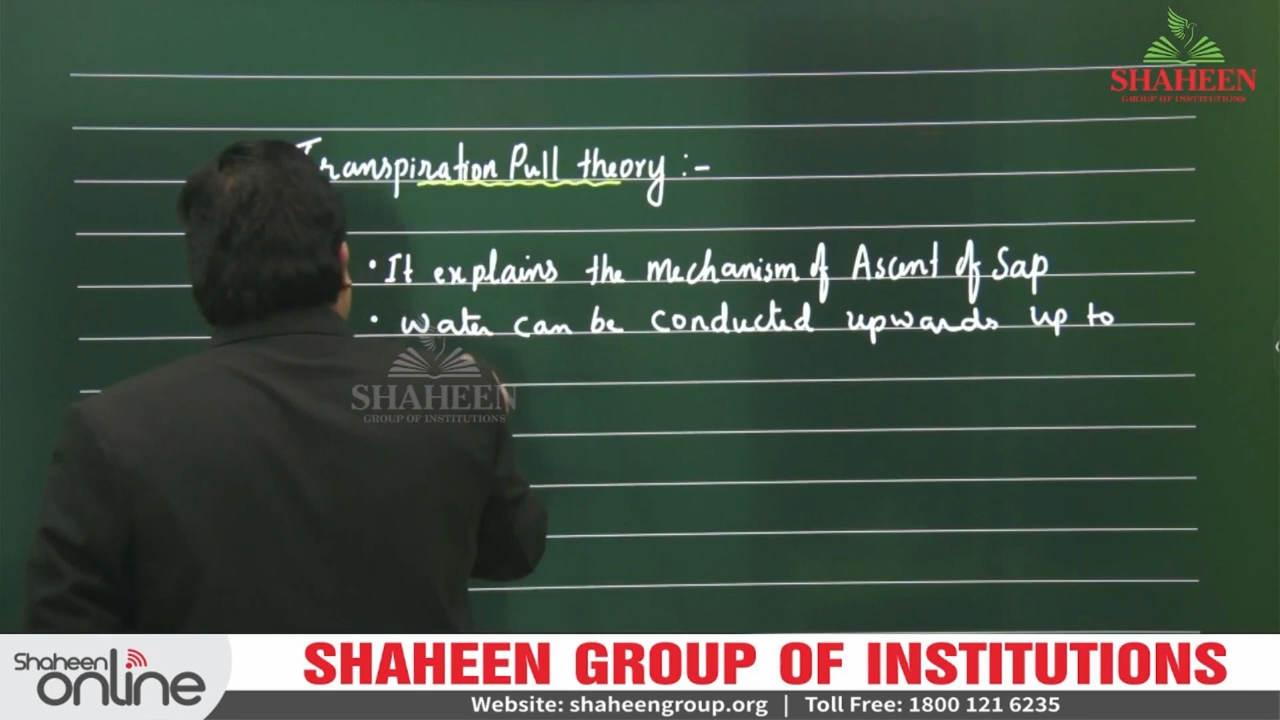 SHAHEEN
GROUP OF INSTITUTIONS
Transpiration Pull theory :-
• It explains the Mechanism of Ascent of Sap
• Water can be conducted upwards up to
SHAHEEN
GROUP OF INSTITUTIONS
Shaheen online
SHAHEEN GROUP OF INSTITUTIONS
Website: shaheengroup.org | Toll Free: 1800 121 6235